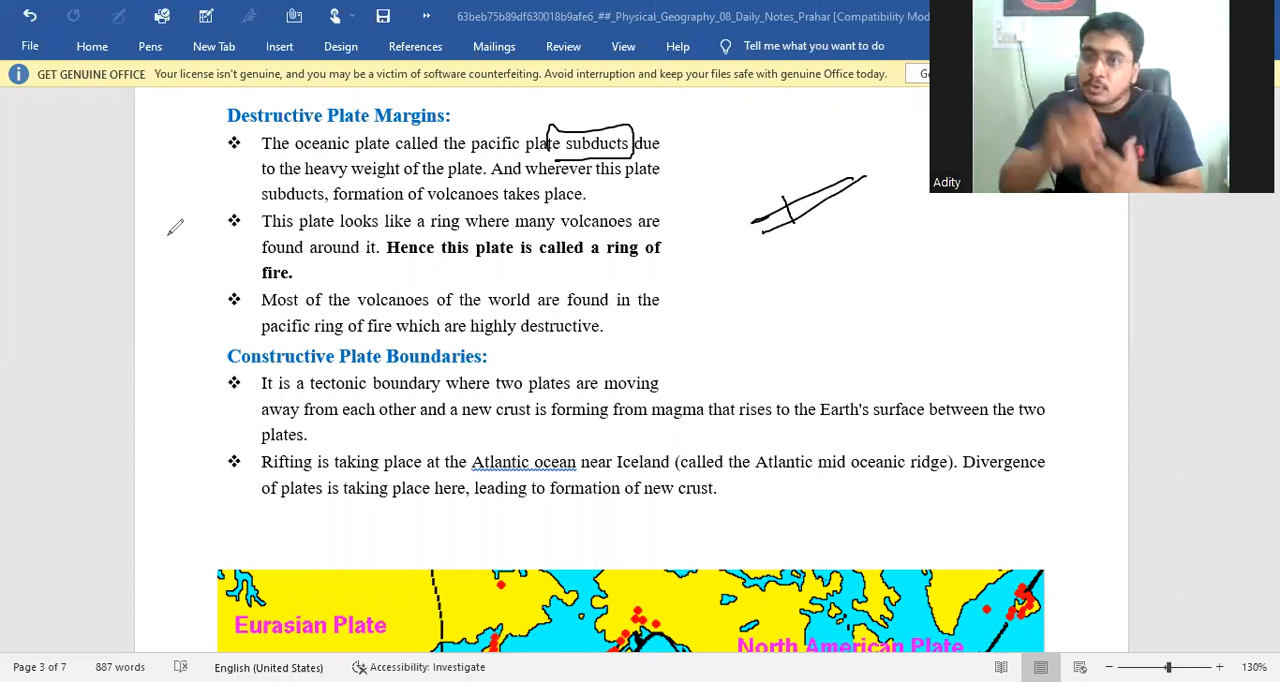 63beb75b89df630018b9afe6_##_Physical_Geography_08_Daily_Notes_Prahar [Compatibility Mod
File Home Pens New Tab Insert Draw Design References Mailings Review View Help Tell me what you want to do
GET GENUINE OFFICE Your license isn't genuine, and you may be a victim of software counterfeiting. Avoid interruption and keep your files safe with genuine Office today. Ge
Adity
Destructive Plate Margins:
❖ The oceanic plate called the pacific plate subducts due
to the heavy weight of the plate. And wherever this plate
subducts, formation of volcanoes takes place.
❖ This plate looks like a ring where many volcanoes are
found around it. Hence this plate is called a ring of
fire.
❖ Most of the volcanoes of the world are found in the
pacific ring of fire which are highly destructive.
Constructive Plate Boundaries:
❖ It is a tectonic boundary where two plates are moving
away from each other and a new crust is forming from magma that rises to the Earth's surface between the two
plates.
❖ Rifting is taking place at the Atlantic ocean near Iceland (called the Atlantic mid oceanic ridge). Divergence
of plates is taking place here, leading to formation of new crust.
Eurasian Plate
North American Plate
Page 3 of 7 887 words English (United States) Accessibility: Investigate 130%